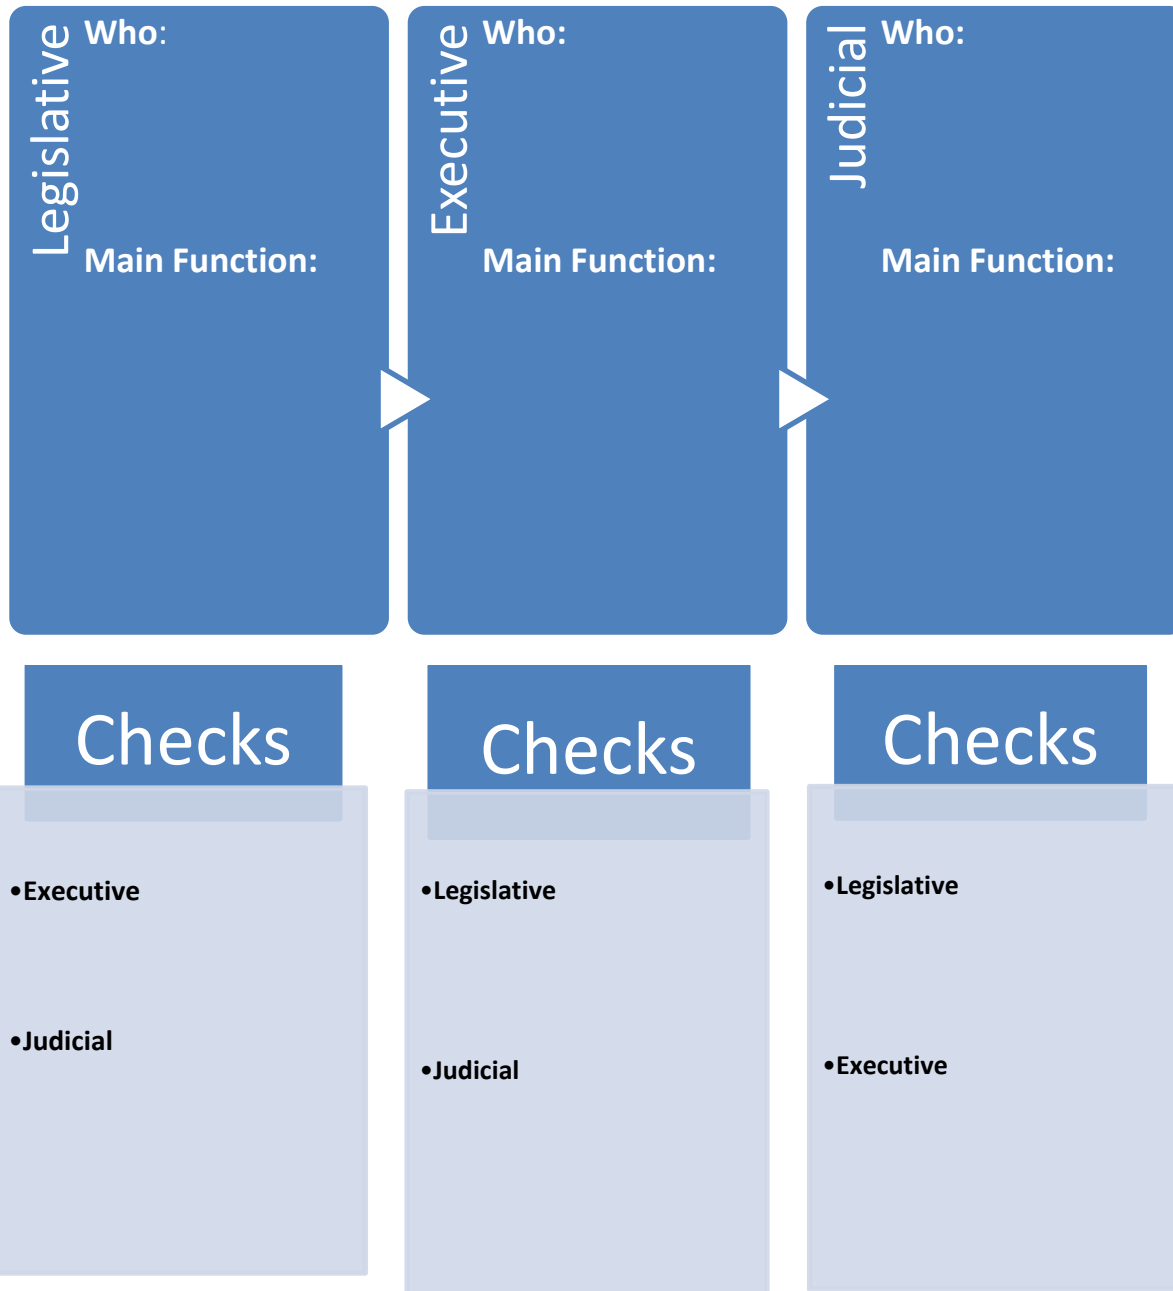 Legislative
Who:
Main Function:
Executive
Who:
Main Function:
Judicial
Who:
Main Function:
Checks
•Executive
•Judicial
Checks
•Legislative
•Judicial
Checks
•Legislative
•Executive